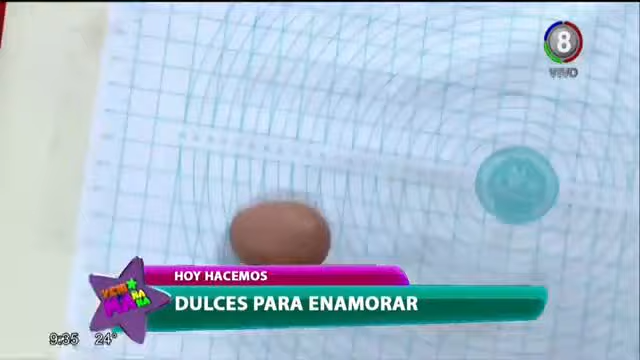 8
VIVO
HOY HACEMOS
DULCES PARA ENAMORAR
9:35 24°